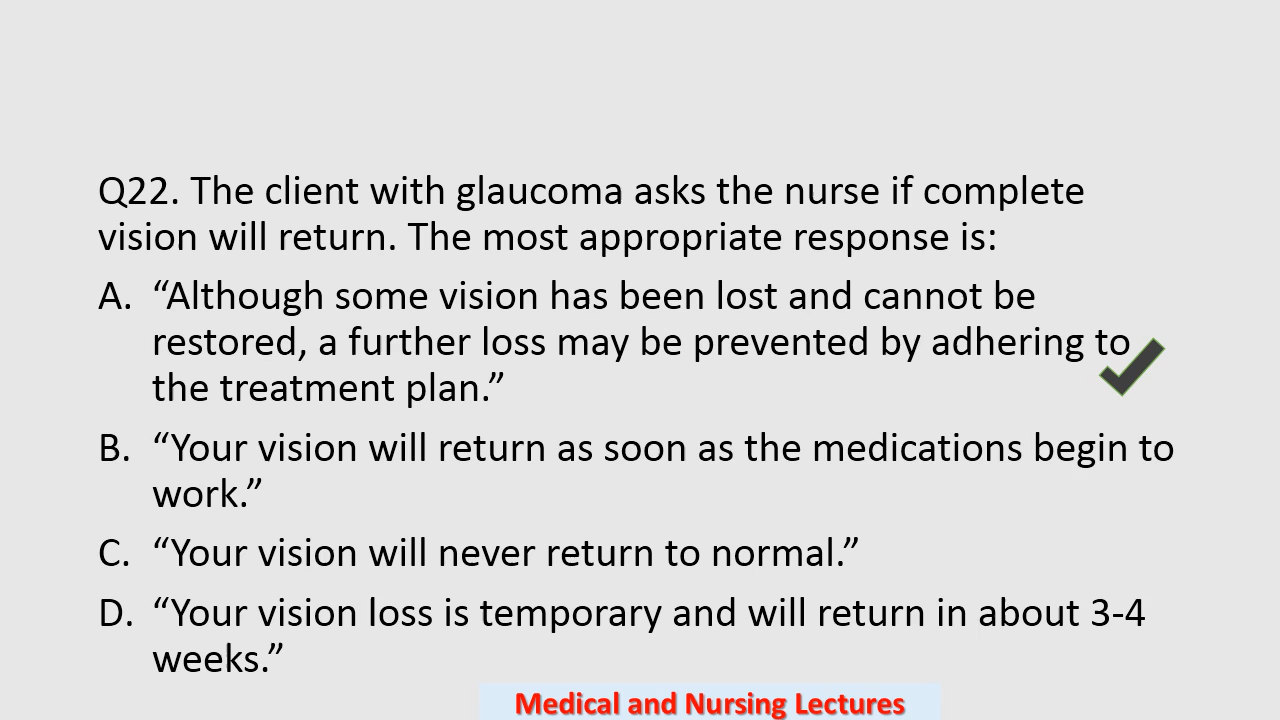 Q22. The client with glaucoma asks the nurse if complete
vision will return. The most appropriate response is:
A. “Although some vision has been lost and cannot be
restored, a further loss may be prevented by adhering to
the treatment plan.”
B. “Your vision will return as soon as the medications begin to
work.”
C. “Your vision will never return to normal.”
D. “Your vision loss is temporary and will return in about 3-4
weeks.”
Medical and Nursing Lectures